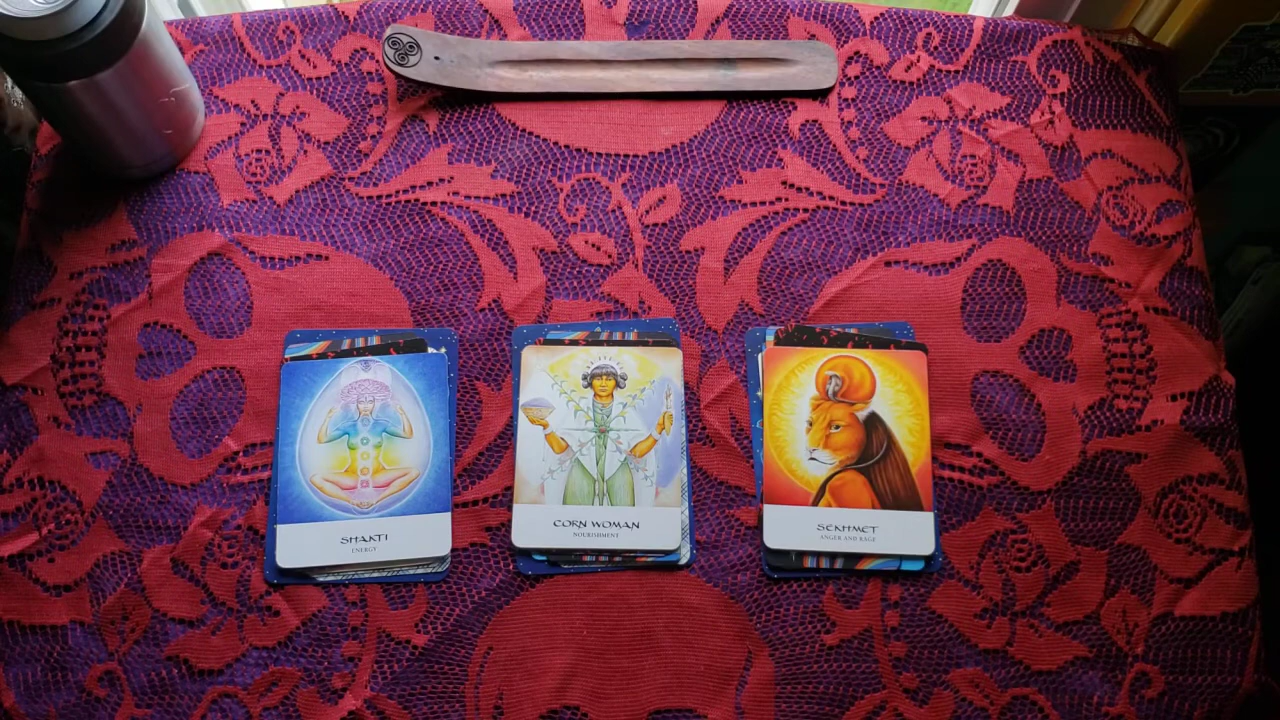 SHAKTI
ENERGY
CORN WOMAN
NOURISHMENT
SEKHMET
ANGER AND RAGE